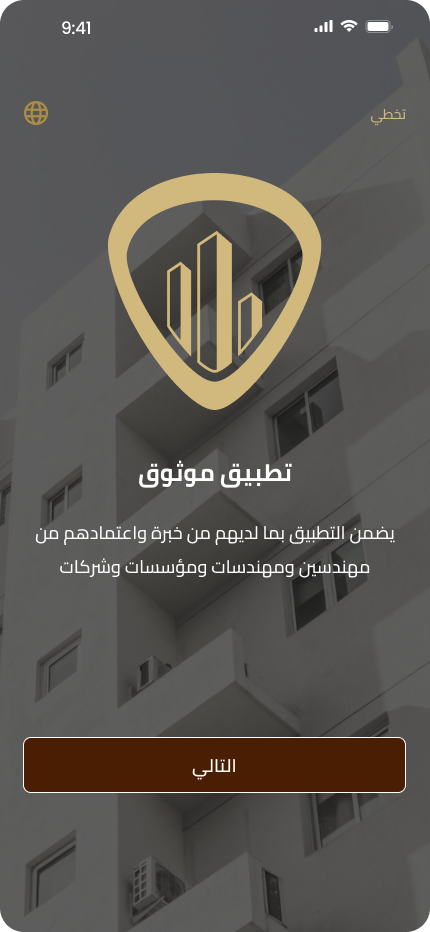 9:41
تخطي
تطبيق موثوق
يضمن التطبيق بما لديهم من خبرة واعتمادهم من
مهندسين ومهندسات ومؤسسات وشركات
التالي